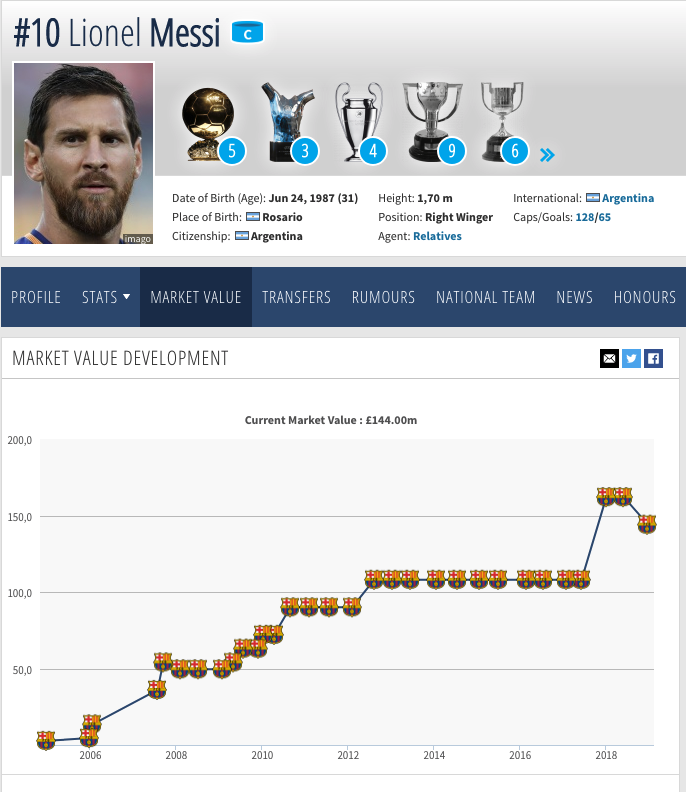 #10 Lionel Messi C
5 3 4 9 6
imago
Date of Birth (Age): Jun 24, 1987 (31) Height: 1,70 m International: Argentina
Place of Birth: Rosario Position: Right Winger Caps/Goals: 128/65
Citizenship: Argentina Agent: Relatives
PROFILE STATS MARKET VALUE TRANSFERS RUMOURS NATIONAL TEAM NEWS HONOURS
MARKET VALUE DEVELOPMENT
Current Market Value : £144.00m
200,0
150,0
100,0
50,0
2006 2008 2010 2012 2014 2016 2018